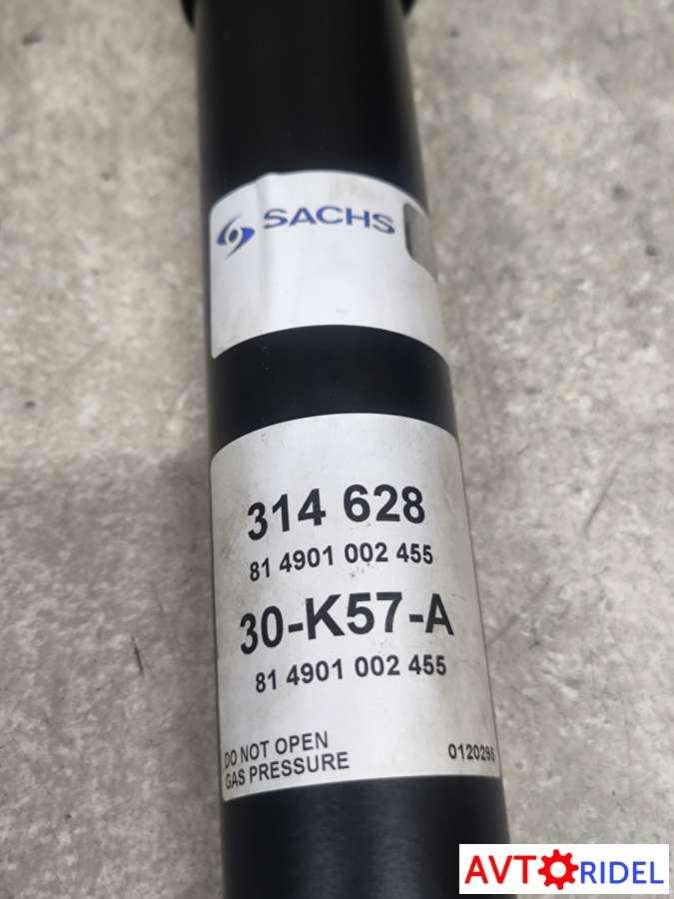 SACHS
314 628
81 4901 002 455
30-K57-A
81 4901 002 455
DO NOT OPEN
GAS PRESSURE
0120296
AVTORIDEL